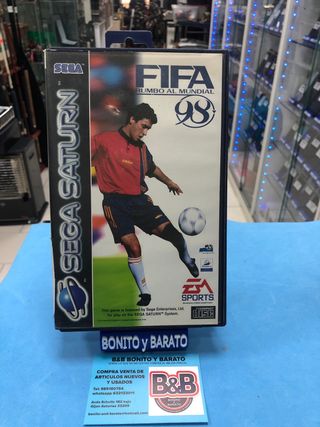 SEGA
FIFA
RUMBO AL MUNDIAL
98
SEGA SATURN
EA
SPORTS
This game is licensed by Sega Enterprises, Ltd.
for play on the SEGA SATURN™ System.
BONITO y BARATO
B&B BONITO Y BARATO
COMPRA VENTA DE
ARTICULOS NUEVOS
Y USADOS
B&B